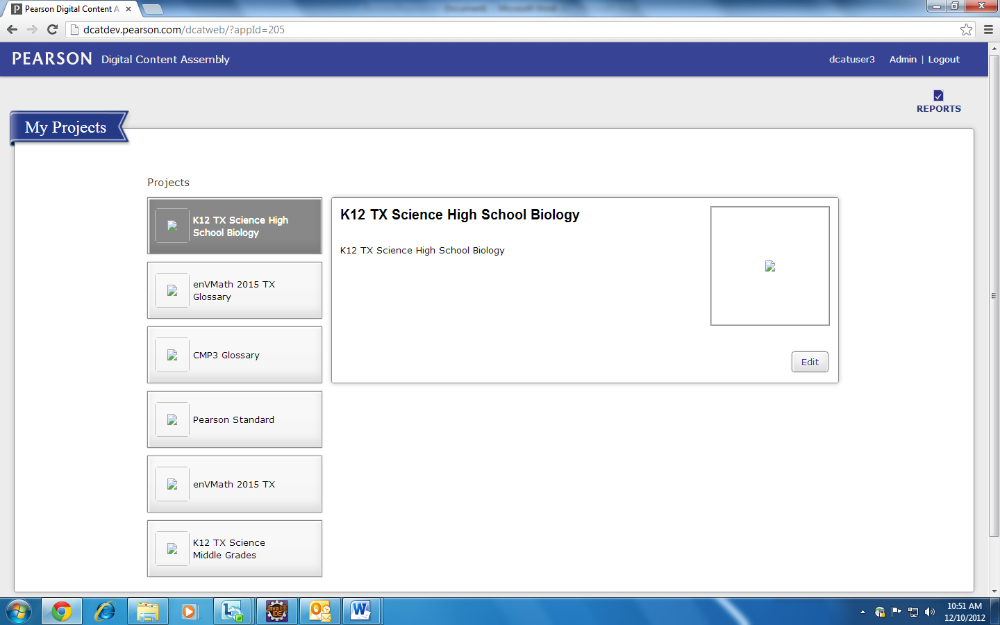 Pearson Digital Content A
dcatdev.pearson.com/dcatweb/?appId=205
PEARSON Digital Content Assembly
dcatuser3 Admin | Logout
REPORTS
My Projects
Projects
K12 TX Science High
School Biology
enVMath 2015 TX
Glossary
CMP3 Glossary
Pearson Standard
enVMath 2015 TX
K12 TX Science
Middle Grades
K12 TX Science High School Biology
K12 TX Science High School Biology
Edit
Java EE
IDE
10:51 AM
12/10/2012